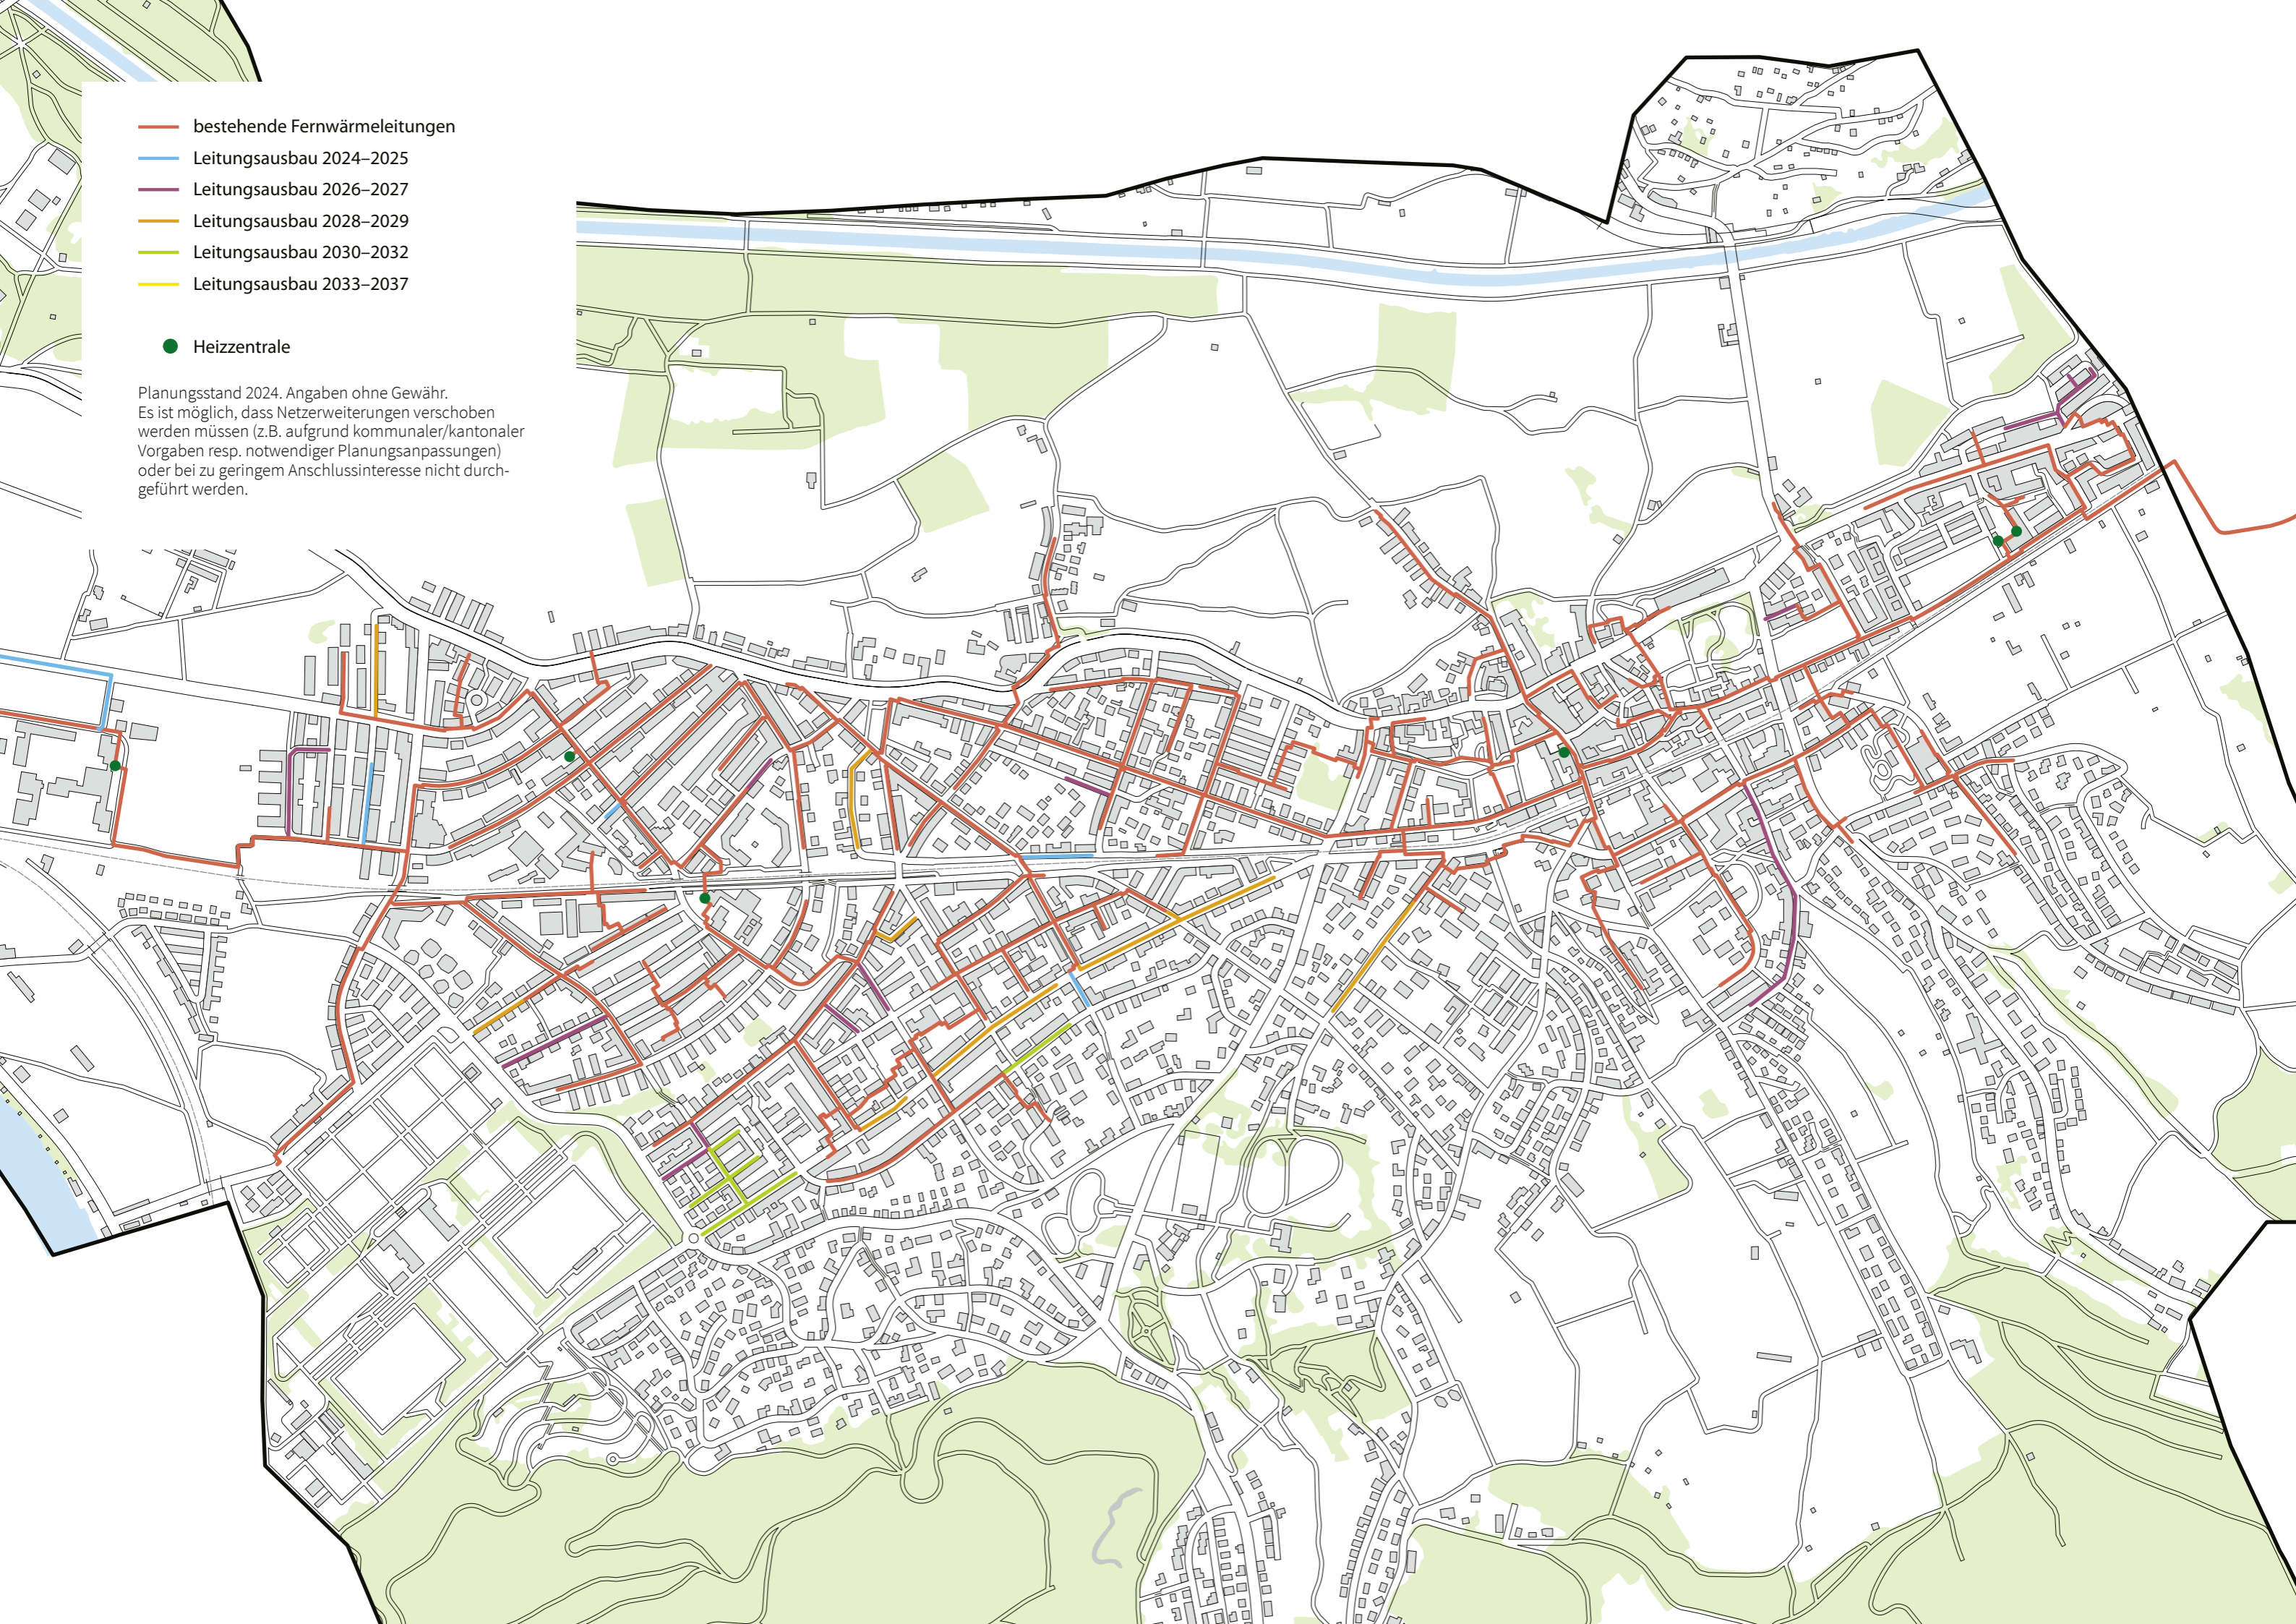 bestehende Fernwärmeleitungen
Leitungsausbau 2024–2025
Leitungsausbau 2026–2027
Leitungsausbau 2028–2029
Leitungsausbau 2030–2032
Leitungsausbau 2033–2037
Heizzentrale
Planungsstand 2024. Angaben ohne Gewähr.
Es ist möglich, dass Netzerweiterungen verschoben
werden müssen (z.B. aufgrund kommunaler/kantonaler
Vorgaben resp. notwendiger Planungsanpassungen)
oder bei zu geringem Anschlussinteresse nicht durch-
geführt werden.